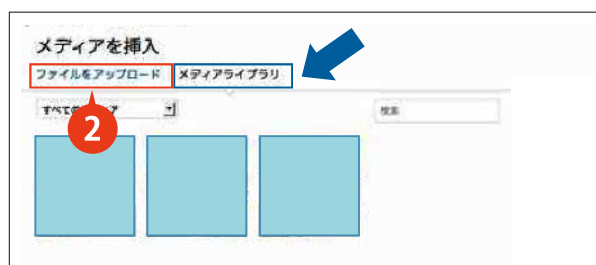 メディアを挿入
ファイルをアップロード メディアライブラリ
検索
2